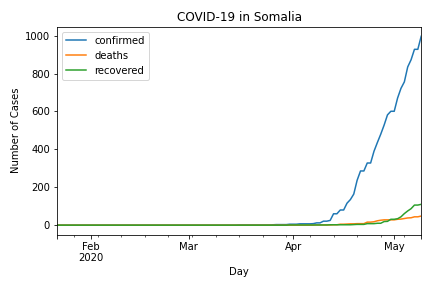 COVID-19 in Somalia
confirmed
deaths
recovered
1000
800
600
400
200
0
Number of Cases
Feb
2020
Mar
Apr
May
Day